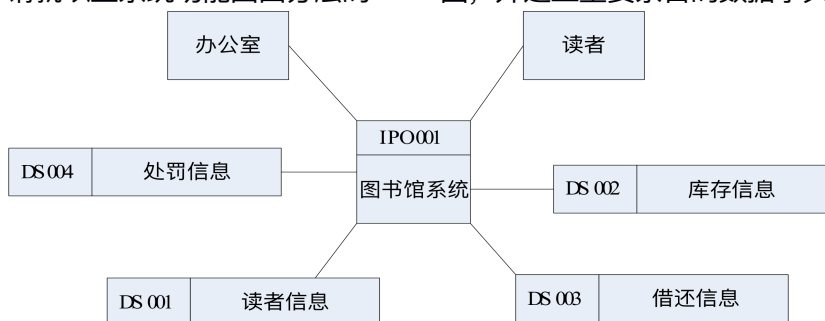 办公室
读者
IPO001
图书馆系统
DS 004 处罚信息
DS 002 库存信息
DS 001 读者信息
DS 003 借还信息